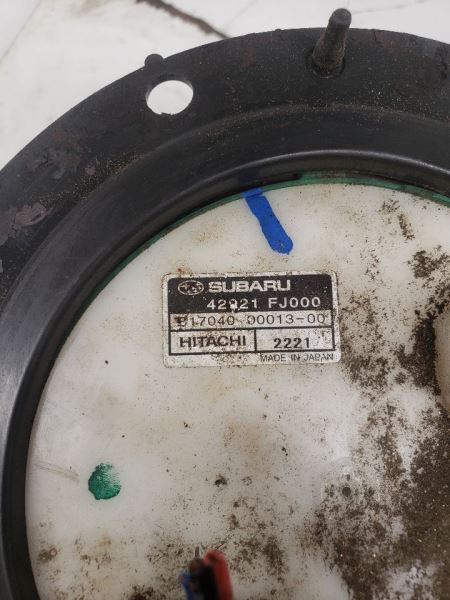 SUBARU
42021 FJ000
17040 00013-00
HITACHI 2221
MADE IN JAPAN